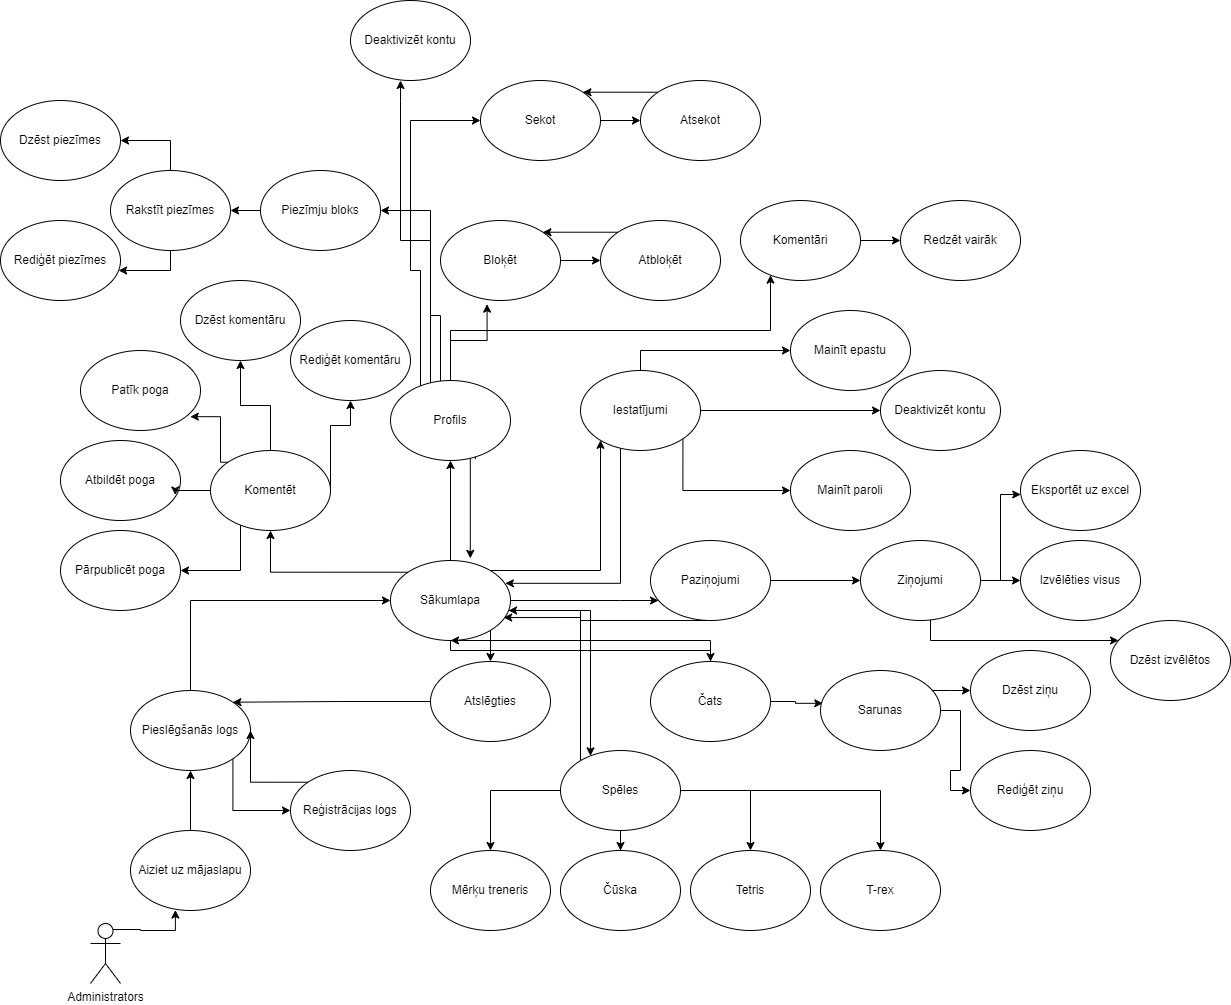 Deaktivizēt kontu
Sekot
Atsekot
Dzēst piezīmes
Rakstīt piezīmes
Piezīmju bloks
Rediģēt piezīmes
Bloķēt
Atbloķēt
Komentāri
Redzēt vairāk
Dzēst komentāru
Rediģēt komentāru
Patīk poga
Mainīt epastu
Profils
Iestatījumi
Deaktivizēt kontu
Atbildēt poga
Komentēt
Mainīt paroli
Eksportēt uz excel
Pārpublicēt poga
Sākumlapa
Paziņojumi
Ziņojumi
Izvēlēties visus
Dzēst izvēlētos
Pieslēgšanās logs
Atslēgties
Čats
Sarunas
Dzēst ziņu
Reģistrācijas logs
Spēles
Rediģēt ziņu
Aiziet uz mājaslapu
Mērķu treneris
Čūska
Tetris
T-rex
Administrators